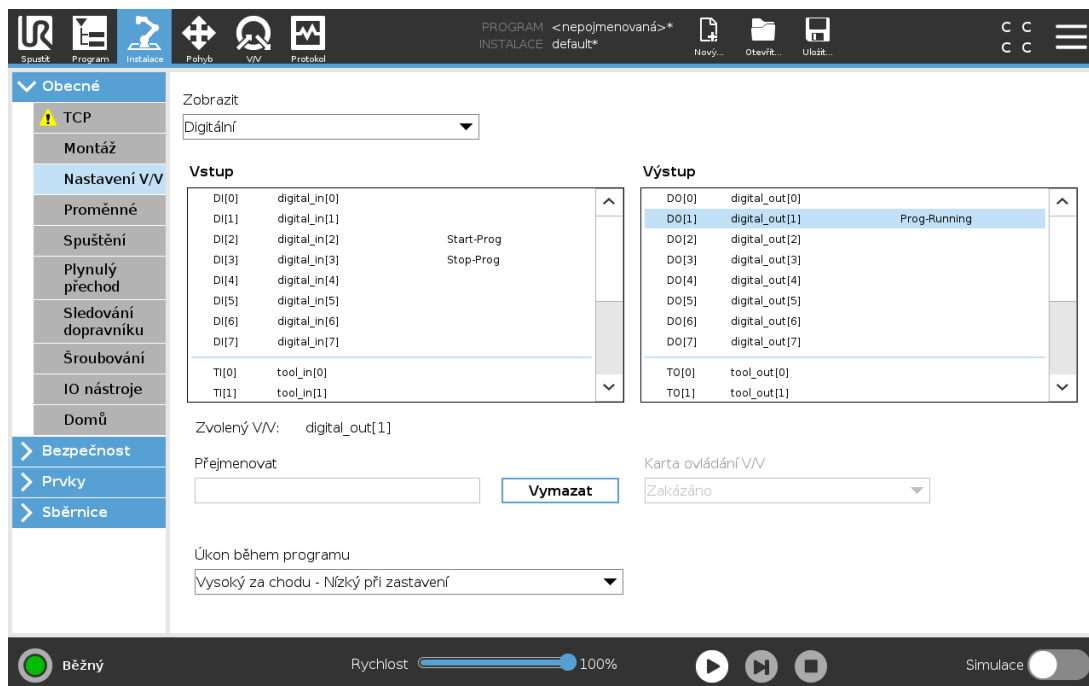 PROGRAM <nepojmenovaná>*
INSTALACE default*
C C
C C
Spustit Program Instalace Pohyb V/V Protokol Nový... Otevřít... Uložit...
Obecné
TCP
Montáž
Nastavení V/V
Proměnné
Spuštění
Plynulý
přechod
Sledování
dopravníku
Šroubování
IO nástroje
Domů
Bezpečnost
Prvky
Sběrnice
Zobrazit
Digitální
Vstup
DI[0] digital_in[0]
DI[1] digital_in[1]
DI[2] digital_in[2] Start-Prog
DI[3] digital_in[3] Stop-Prog
DI[4] digital_in[4]
DI[5] digital_in[5]
DI[6] digital_in[6]
DI[7] digital_in[7]
TI[0] tool_in[0]
TI[1] tool_in[1]
Výstup
DO[0] digital_out[0]
DO[1] digital_out[1] Prog-Running
DO[2] digital_out[2]
DO[3] digital_out[3]
DO[4] digital_out[4]
DO[5] digital_out[5]
DO[6] digital_out[6]
DO[7] digital_out[7]
TO[0] tool_out[0]
TO[1] tool_out[1]
Zvolený V/V: digital_out[1]
Přejmenovat
Vymazat
Karta ovládání V/V
Zakázáno
Úkon během programu
Vysoký za chodu - Nízký při zastavení
Běžný
Rychlost 100%
Simulace